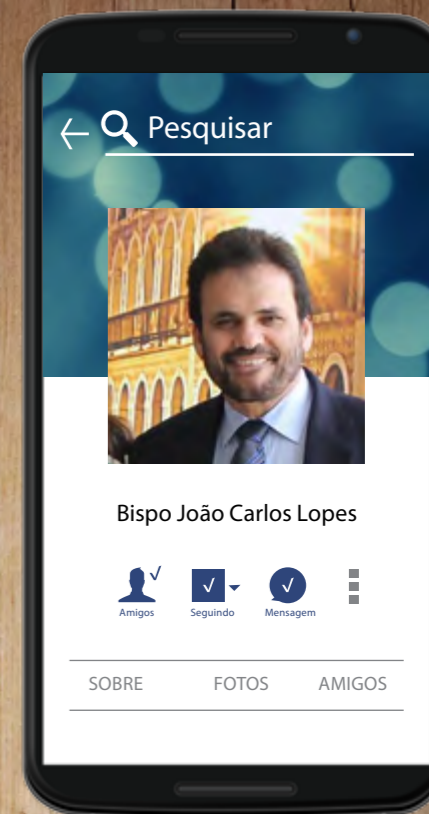 Pesquisar
Bispo João Carlos Lopes
Amigos Seguindo Mensagem
SOBRE FOTOS AMIGOS